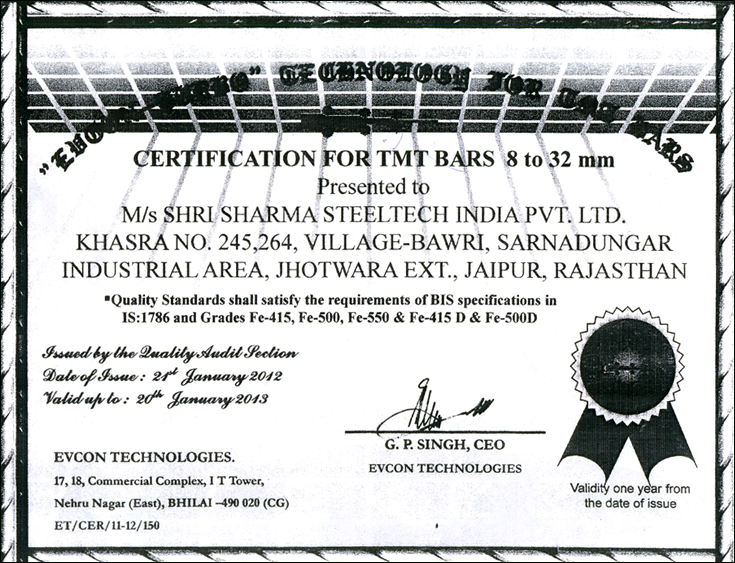 "EVCON TURBO" TECHNOLOGY FOR TMT BARS
CERTIFICATION FOR TMT BARS 8 to 32 mm
Presented to
M/s SHRI SHARMA STEELTECH INDIA PVT. LTD.
KHASRA NO. 245,264, VILLAGE-BAWRI, SARNADUNGAR
INDUSTRIAL AREA, JHOTWARA EXT., JAIPUR, RAJASTHAN
"Quality Standards shall satisfy the requirements of BIS specifications in
IS:1786 and Grades Fe-415, Fe-500, Fe-550 & Fe-415 D & Fe-500D
Issued by the Quality Audit Section
Date of Issue : 21st January 2012
Valid up to : 20th January 2013
G. P. SINGH, CEO
EVCON TECHNOLOGIES
EVCON TECHNOLOGIES.
17, 18, Commercial Complex, I T Tower,
Nehru Nagar (East), BHILAI –490 020 (CG)
ET/CER/11-12/150
Validity one year from
the date of issue